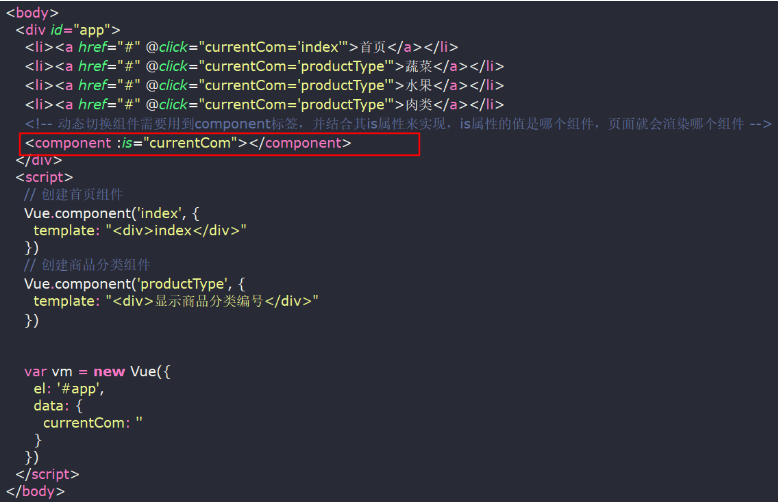 <body>
<div id="app">
<li><a href="#" @click="currentCom='index'">首页</a></li>
<li><a href="#" @click="currentCom='productType'">蔬菜</a></li>
<li><a href="#" @click="currentCom='productType'">水果</a></li>
<li><a href="#" @click="currentCom='productType'">肉类</a></li>
<!-- 动态切换组件需要用到component标签，并结合其is属性来实现，is属性的值是哪个组件，页面就会渲染哪个组件 -->
<component :is="currentCom"></component>
</div>
<script>
// 创建首页组件
Vue.component('index', {
template: "<div>index</div>"
})
// 创建商品分类组件
Vue.component('productType', {
template: "<div>显示商品分类编号</div>"
})
var vm = new Vue({
el: '#app',
data: {
currentCom: ''
}
})
</script>
</body>